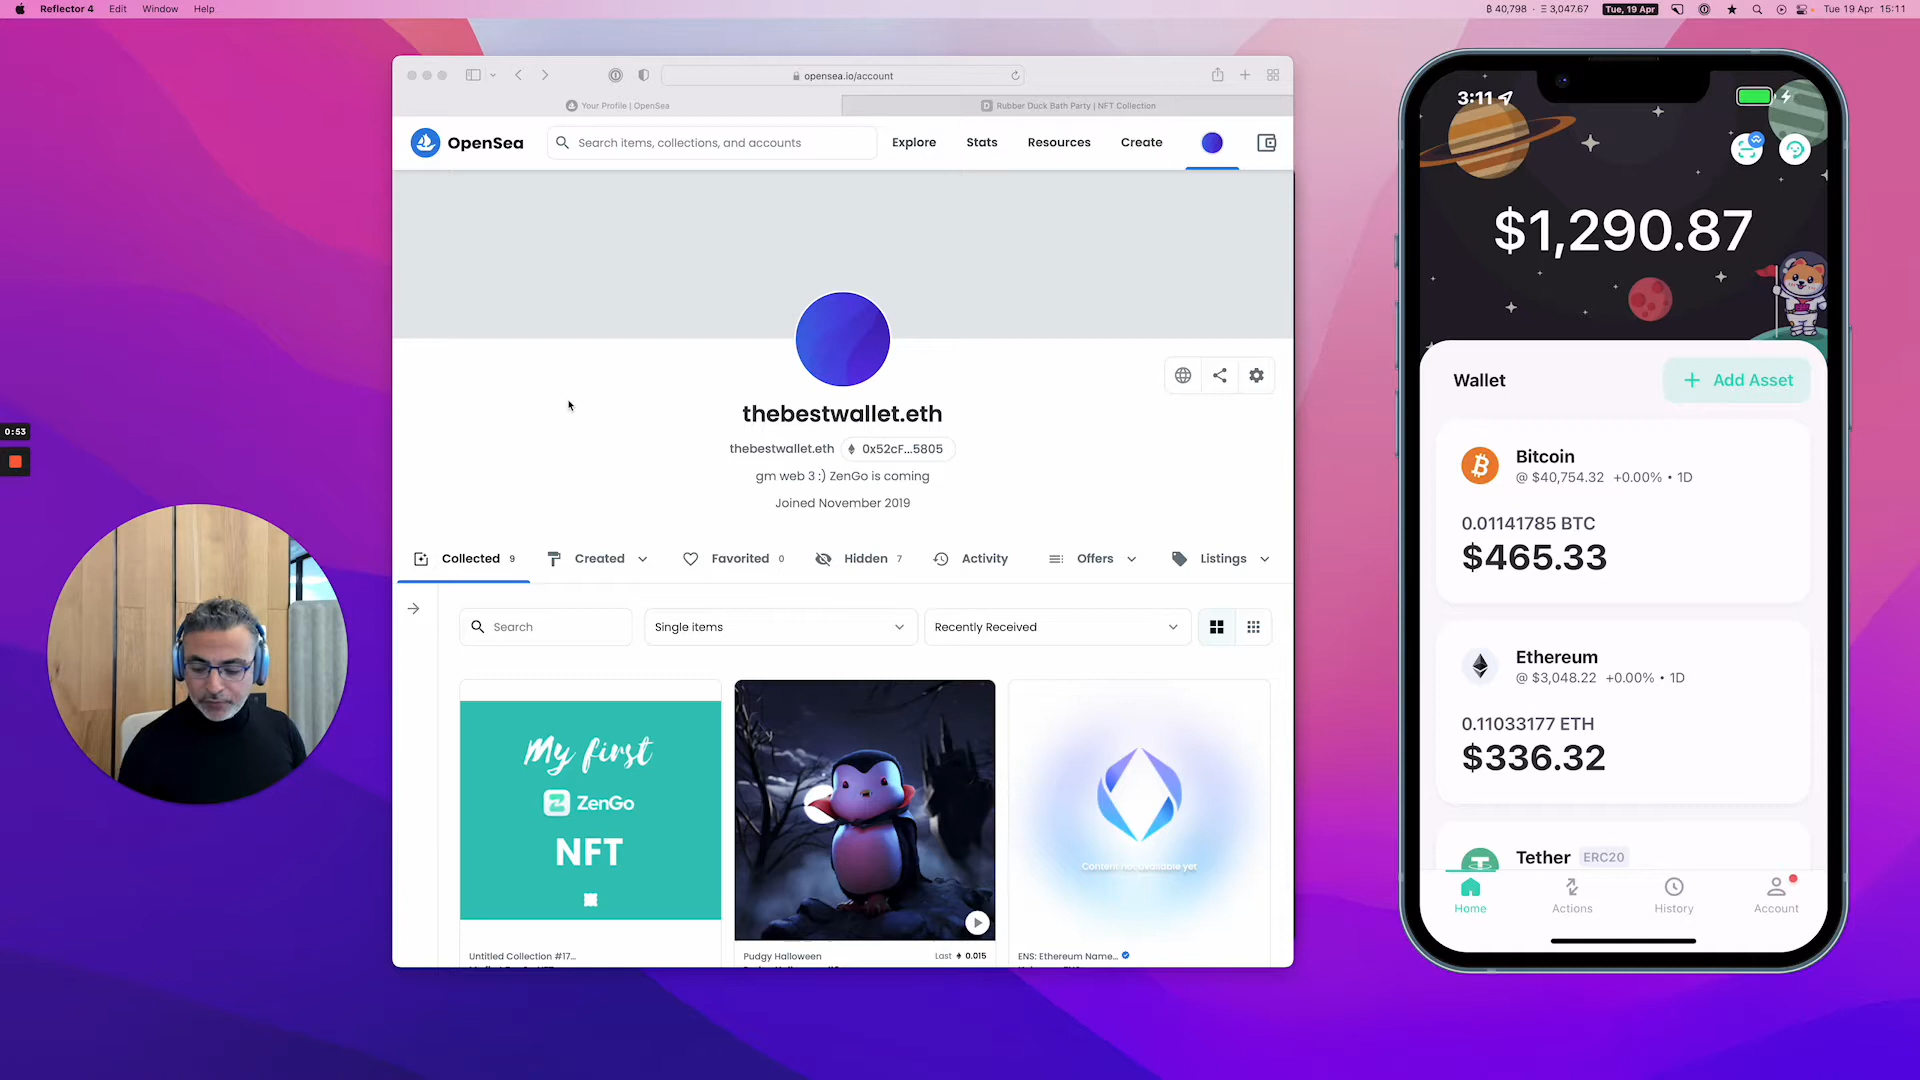 Reflector 4 Edit Window Help
₿ 40,798 · Ξ 3,047.67 Tue, 19 Apr Tue 19 Apr 15:11
opensea.io/account
Your Profile | OpenSea
Rubber Duck Bath Party | NFT Collection
OpenSea
Search items, collections, and accounts
Explore Stats Resources Create
thebestwallet.eth
thebestwallet.eth 0x52cF...5805
gm web 3 :) ZenGo is coming
Joined November 2019
Collected 9 Created Favorited 0 Hidden 7 Activity Offers Listings
Search Single items Recently Received
My first
ZenGo
NFT
Content not available yet
Untitled Collection #17...
Pudgy Halloween
Last 0.015
ENS: Ethereum Name...
0:53
3:11
$1,290.87
Wallet
+ Add Asset
Bitcoin
@ $40,754.32 +0.00% • 1D
0.01141785 BTC
$465.33
Ethereum
@ $3,048.22 +0.00% • 1D
0.11033177 ETH
$336.32
Tether ERC20
Home Actions History Account